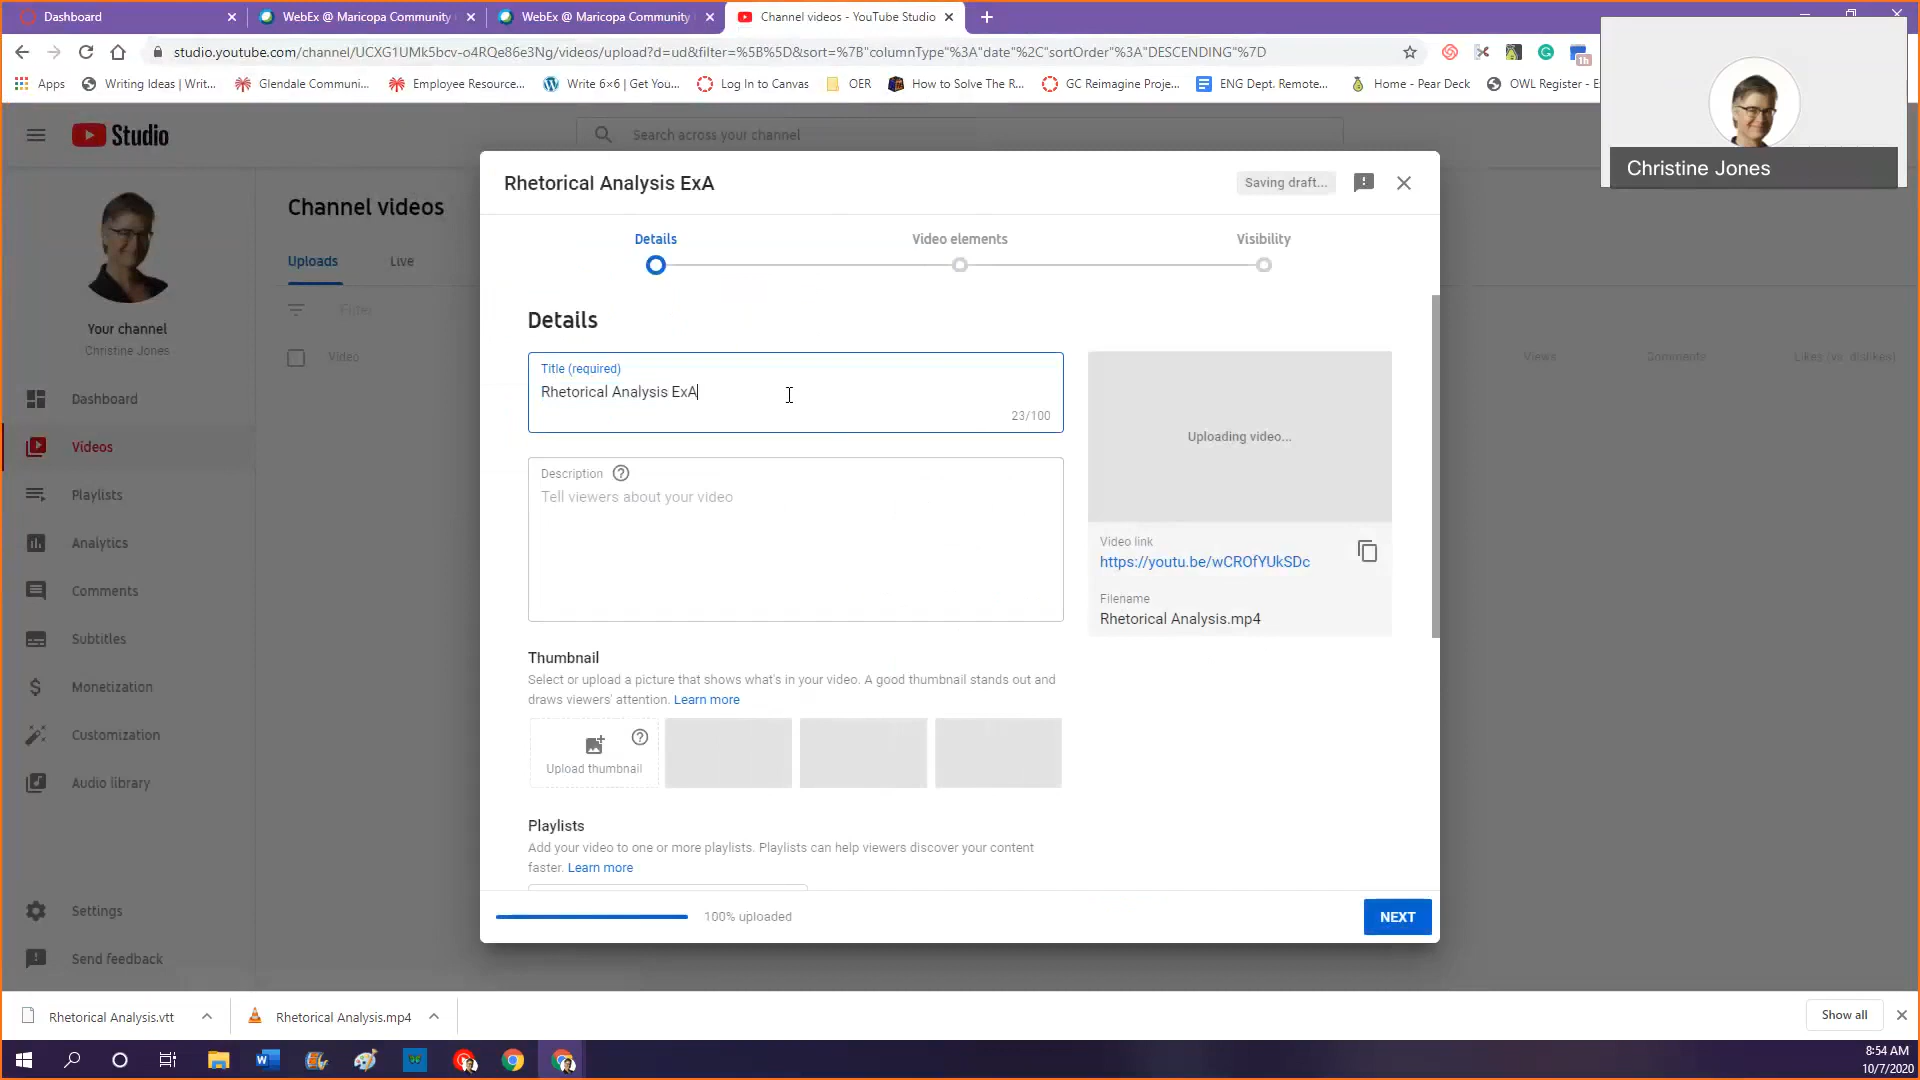 Dashboard
WebEx @ Maricopa Community
WebEx @ Maricopa Community
Channel videos - YouTube Studio
studio.youtube.com/channel/UCXG1UMk5bcv-o4RQe86e3Ng/videos/upload?d=ud&filter=%5B%5D&sort=%7B"columnType"%3A"date"%2C"sortOrder"%3A"DESCENDING"%7D
1h
Apps
Writing Ideas | Writ...
Glendale Communi...
Employee Resource...
Write 6×6 | Get You...
Log In to Canvas
OER
How to Solve The R...
GC Reimagine Proje...
ENG Dept. Remote...
Home - Pear Deck
OWL Register - E
Christine Jones
Studio
Search across your channel
Your channel
Christine Jones
Dashboard
Videos
Playlists
Analytics
Comments
Subtitles
Monetization
Customization
Audio library
Settings
Send feedback
Channel videos
Uploads
Live
Filter
Video
Views
Comments
Likes (vs. dislikes)
Rhetorical Analysis ExA
Saving draft...
Details
Video elements
Visibility
Details
Title (required)
Rhetorical Analysis ExA
23/100
Description
Tell viewers about your video
Thumbnail
Select or upload a picture that shows what's in your video. A good thumbnail stands out and
draws viewers' attention. Learn more
Upload thumbnail
Playlists
Add your video to one or more playlists. Playlists can help viewers discover your content
faster. Learn more
Uploading video...
Video link
https://youtu.be/wCROfYUkSDc
Filename
Rhetorical Analysis.mp4
100% uploaded
NEXT
Rhetorical Analysis.vtt
Rhetorical Analysis.mp4
Show all
8:54 AM
10/7/2020